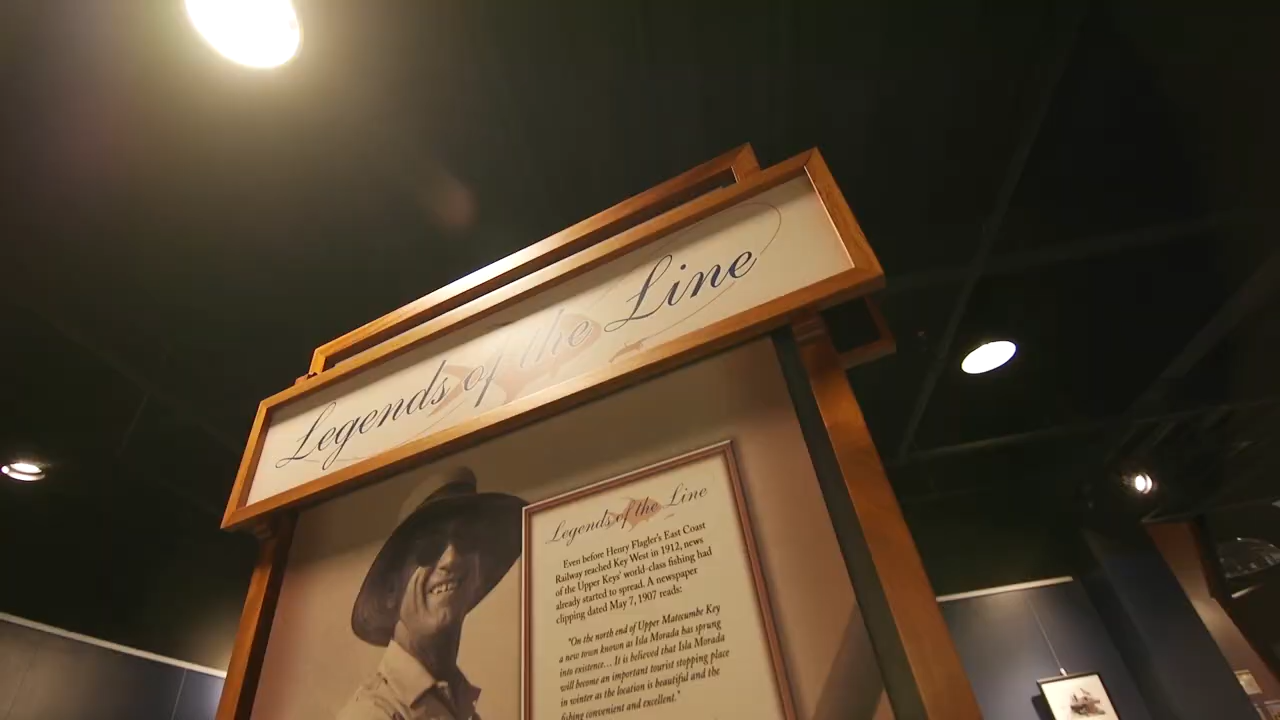 Legends of the Line
Legends of the Line
Even before Henry Flagler's East Coast
Railway reached Key West in 1912, news
of the Upper Keys' world-class fishing had
already started to spread. A newspaper
clipping dated May 7, 1907 reads:
"On the north end of Upper Matecumbe Key
a new town known as Isla Morada has sprung
into existence... It is believed that Isla Morada
will become an important tourist stopping place
in winter as the location is beautiful and the
fishing convenient and excellent."